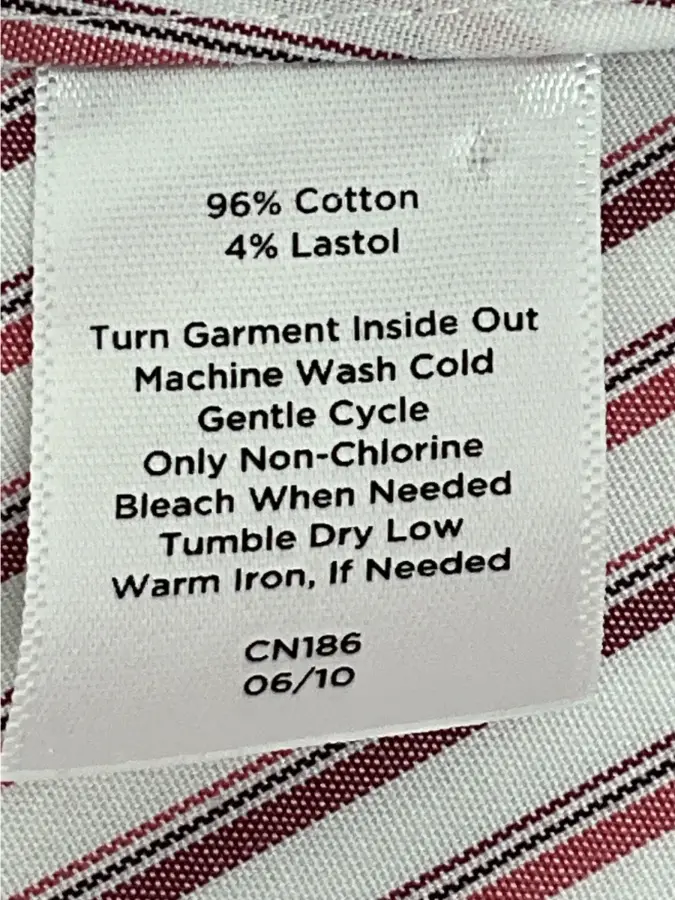 96% Cotton
4% Lastol
Turn Garment Inside Out
Machine Wash Cold
Gentle Cycle
Only Non-Chlorine
Bleach When Needed
Tumble Dry Low
Warm Iron, If Needed
CN186
06/10